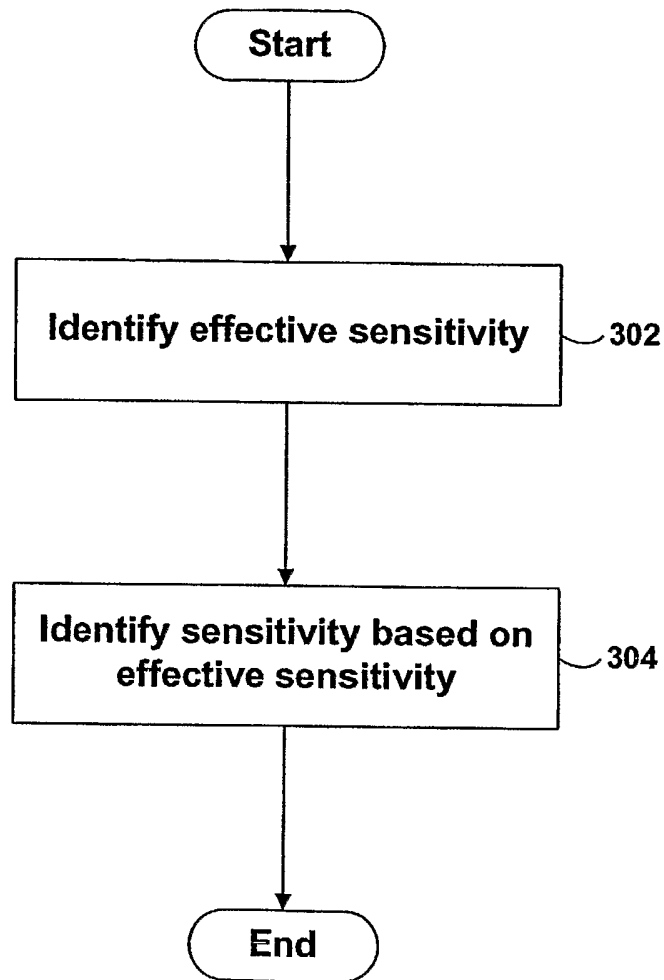 Start
Identify effective sensitivity
302
Identify sensitivity based on
effective sensitivity
304
End